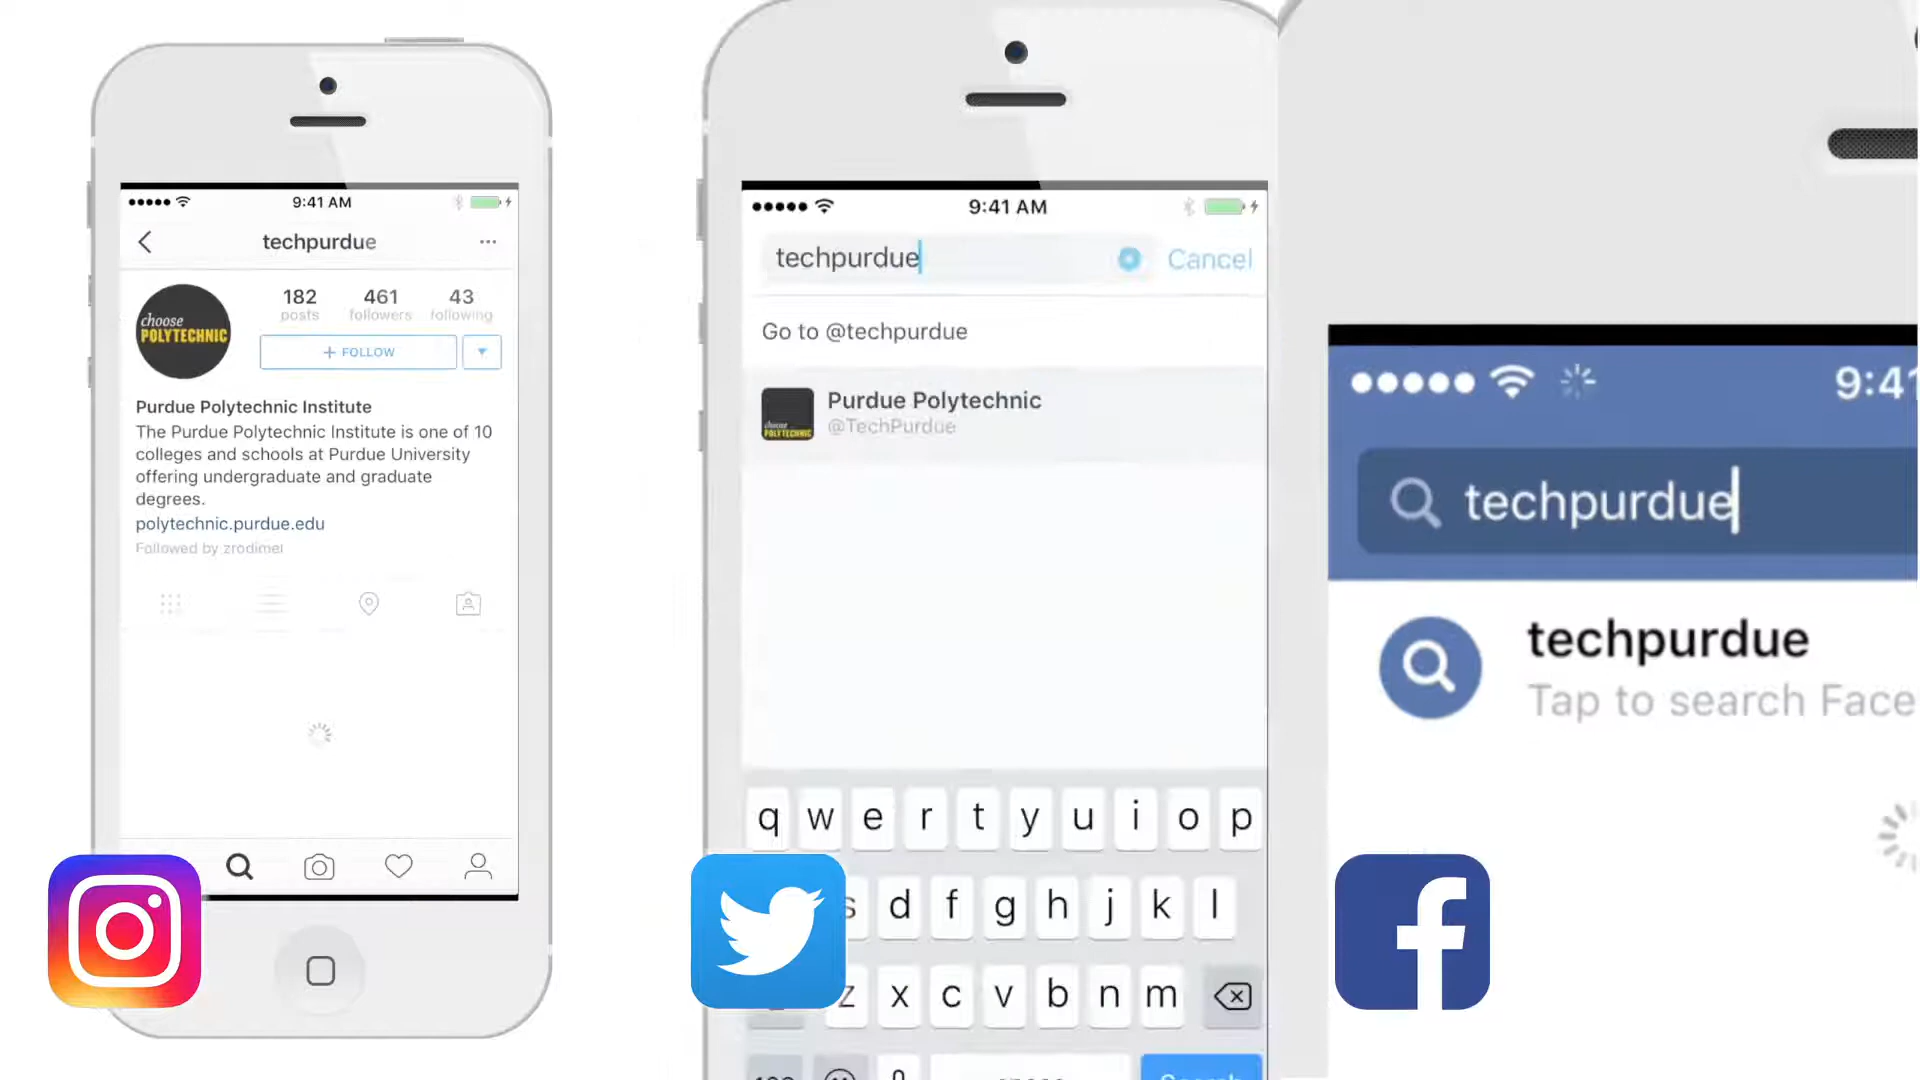 9:41 AM
techpurdue
choose
POLYTECHNIC
182 461 43
posts followers following
+ FOLLOW
Purdue Polytechnic Institute
The Purdue Polytechnic Institute is one of 10
colleges and schools at Purdue University
offering undergraduate and graduate
degrees.
polytechnic.purdue.edu
Followed by zrodimel
9:41 AM
techpurdue Cancel
Go to @techpurdue
choose
POLYTECHNIC
Purdue Polytechnic
@TechPurdue
q w e r t y u i o p
s d f g h j k l
z x c v b n m
9:41
techpurdue
techpurdue
Tap to search Face
f